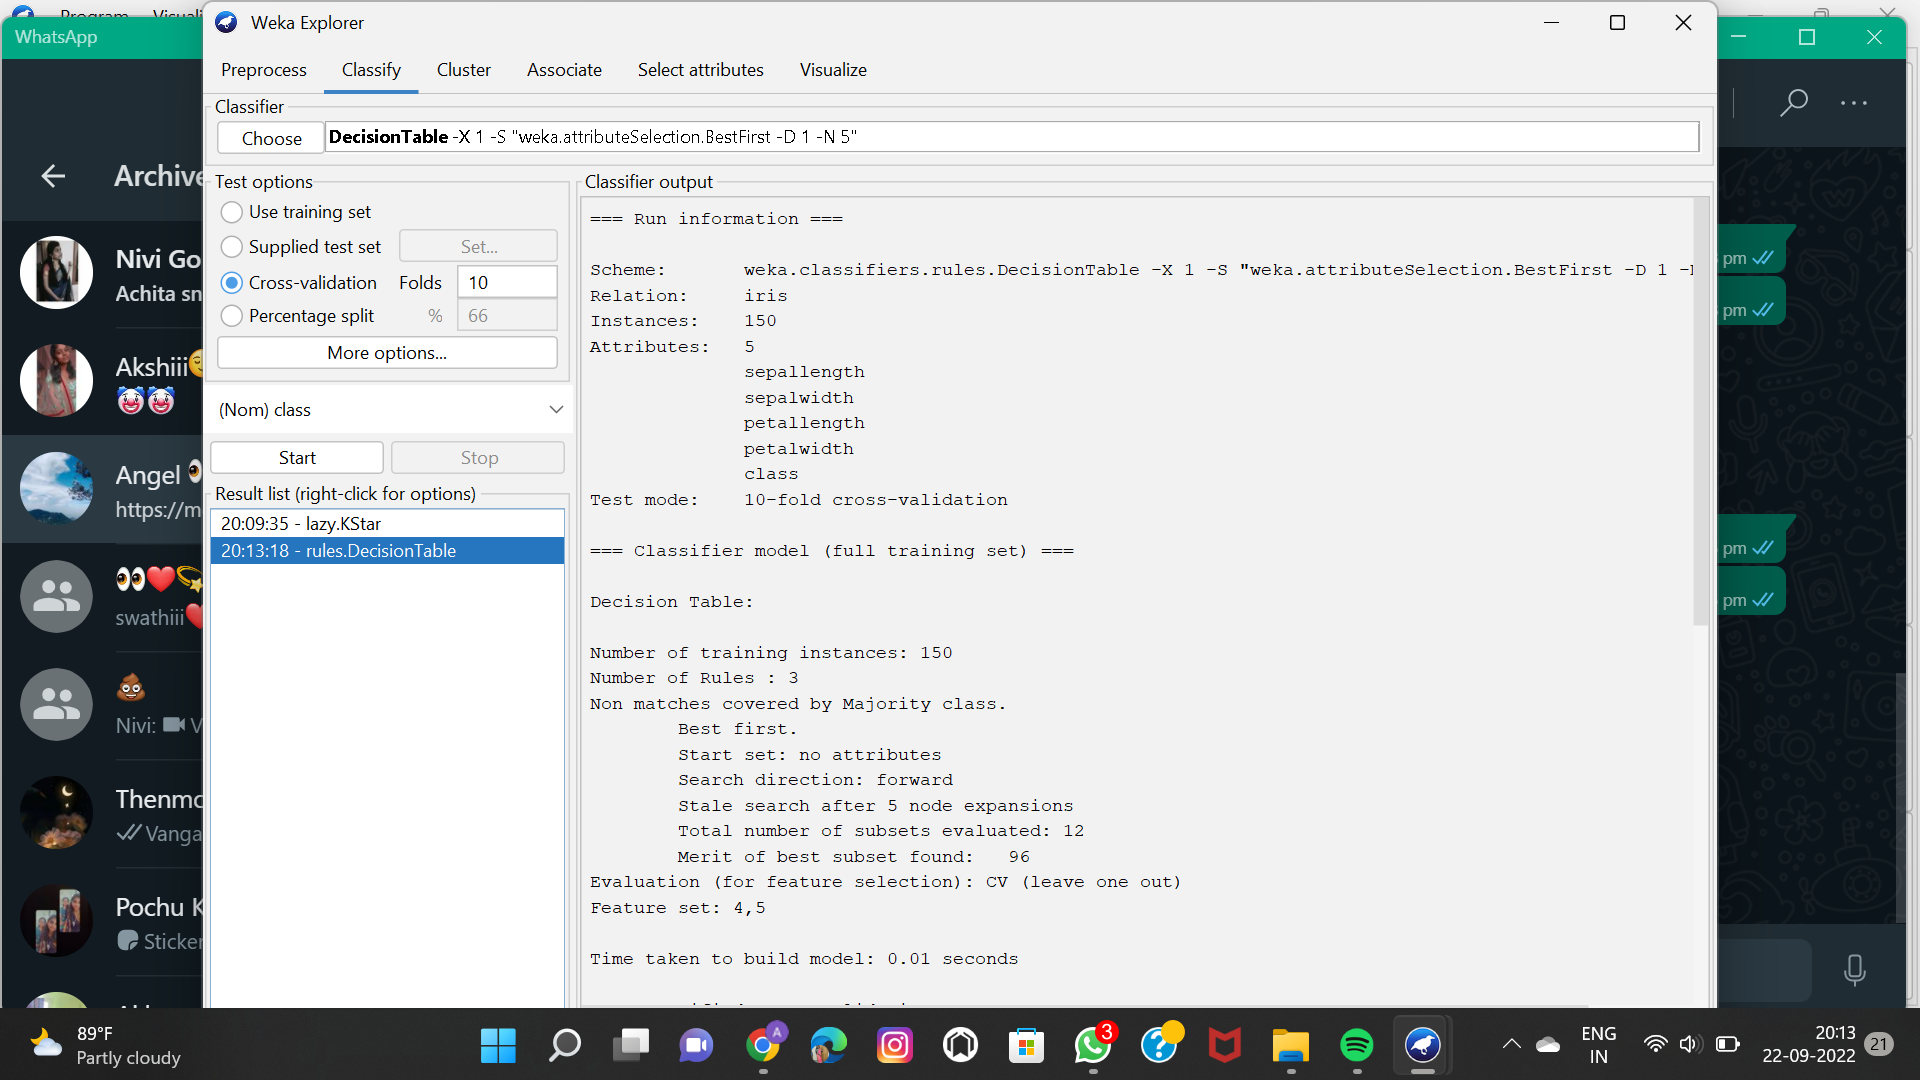 Program
WhatsApp
Weka Explorer
Preprocess
Classify
Cluster
Associate
Select attributes
Visualize
Classifier
Choose
DecisionTable -X 1 -S "weka.attributeSelection.BestFirst -D 1 -N 5"
Test options
Use training set
Supplied test set
Set...
Cross-validation Folds 10
Percentage split % 66
More options...
(Nom) class
Start
Stop
Result list (right-click for options)
20:09:35 - lazy.KStar
20:13:18 - rules.DecisionTable
Classifier output
=== Run information ===
Scheme: weka.classifiers.rules.DecisionTable -X 1 -S "weka.attributeSelection.BestFirst -D 1 -
Relation: iris
Instances: 150
Attributes: 5
sepallength
sepalwidth
petallength
petalwidth
class
Test mode: 10-fold cross-validation
=== Classifier model (full training set) ===
Decision Table:
Number of training instances: 150
Number of Rules : 3
Non matches covered by Majority class.
Best first.
Start set: no attributes
Search direction: forward
Stale search after 5 node expansions
Total number of subsets evaluated: 12
Merit of best subset found: 96
Evaluation (for feature selection): CV (leave one out)
Feature set: 4,5
Time taken to build model: 0.01 seconds
Archive
Nivi Go
Achita sn
Akshiii
Angel
https://m
swathiii
Nivi: V
Thenmo
Vanga
Pochu K
Sticker
pm
pm
pm
pm
89°F
Partly cloudy
A
3
ENG
IN
20:13
22-09-2022
21